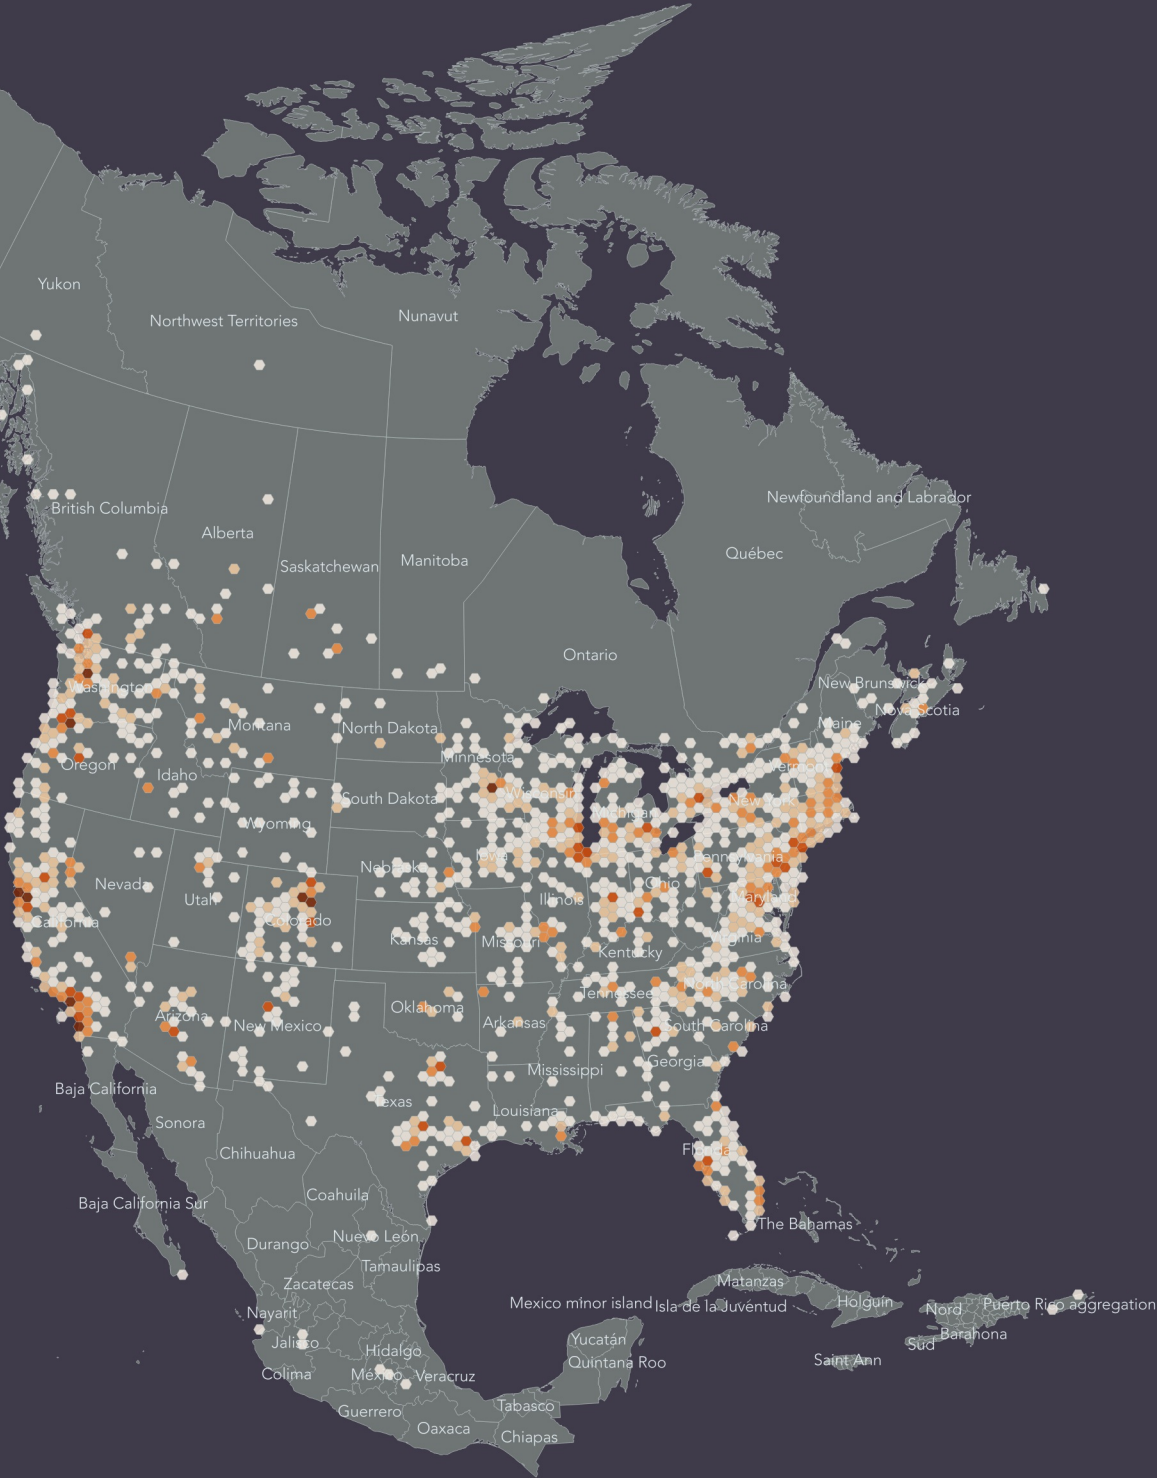 Yukon
Northwest Territories
Nunavut
British Columbia
Alberta
Saskatchewan
Manitoba
Newfoundland and Labrador
Québec
Ontario
New Brunswick
Nova Scotia
Washington
Montana
North Dakota
Maine
Oregon
Idaho
Minnesota
Vermont
South Dakota
Wisconsin
New York
Wyoming
Michigan
Nebraska
Iowa
Pennsylvania
Nevada
Utah
Illinois
Ohio
Maryland
California
Colorado
Kansas
Missouri
Kentucky
Virginia
Tennessee
North Carolina
Arizona
New Mexico
Oklahoma
Arkansas
South Carolina
Mississippi
Georgia
Baja California
Texas
Louisiana
Sonora
Chihuahua
Florida
Coahuila
Baja California Sur
Nuevo León
The Bahamas
Durango
Tamaulipas
Zacatecas
Matanzas
Nayarit
Mexico minor island
Isla de la Juventud
Holguín
Nord
Puerto Rico aggregation
Jalisco
Hidalgo
Yucatán
Sud
Barahona
Colima
México
Veracruz
Quintana Roo
Saint Ann
Guerrero
Tabasco
Oaxaca
Chiapas